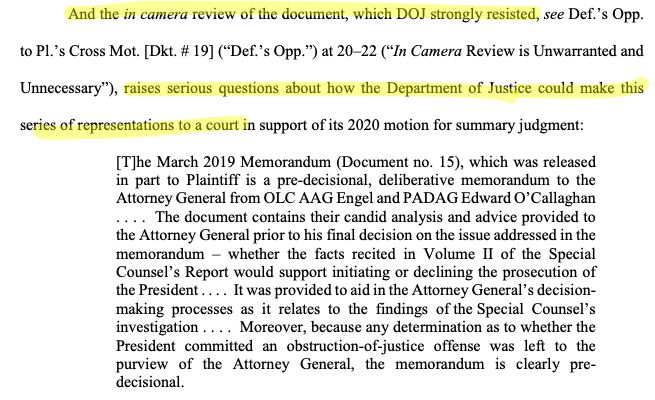 And the in camera review of the document, which DOJ strongly resisted, see Def.’s Opp.
to Pl.’s Cross Mot. [Dkt. # 19] (“Def.’s Opp.”) at 20–22 (“In Camera Review is Unwarranted and
Unnecessary”), raises serious questions about how the Department of Justice could make this
series of representations to a court in support of its 2020 motion for summary judgment:
[T]he March 2019 Memorandum (Document no. 15), which was released
in part to Plaintiff is a pre-decisional, deliberative memorandum to the
Attorney General from OLC AAG Engel and PADAG Edward O’Callaghan
. . . . The document contains their candid analysis and advice provided to
the Attorney General prior to his final decision on the issue addressed in the
memorandum – whether the facts recited in Volume II of the Special
Counsel’s Report would support initiating or declining the prosecution of
the President . . . . It was provided to aid in the Attorney General’s decision-
making processes as it relates to the findings of the Special Counsel’s
investigation . . . . Moreover, because any determination as to whether the
President committed an obstruction-of-justice offense was left to the
purview of the Attorney General, the memorandum is clearly pre-
decisional.